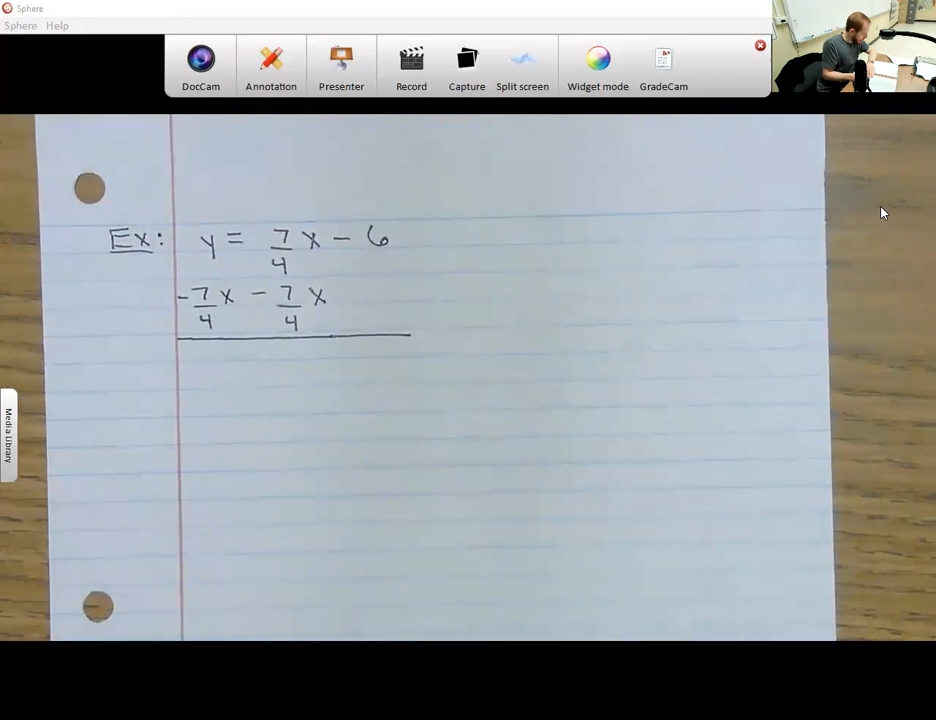 Sphere
Sphere Help
DocCam Annotation Presenter Record Capture Split screen Widget mode GradeCam
Media Library
Ex: y = 7/4 x - 6
-7/4 x - 7/4 x